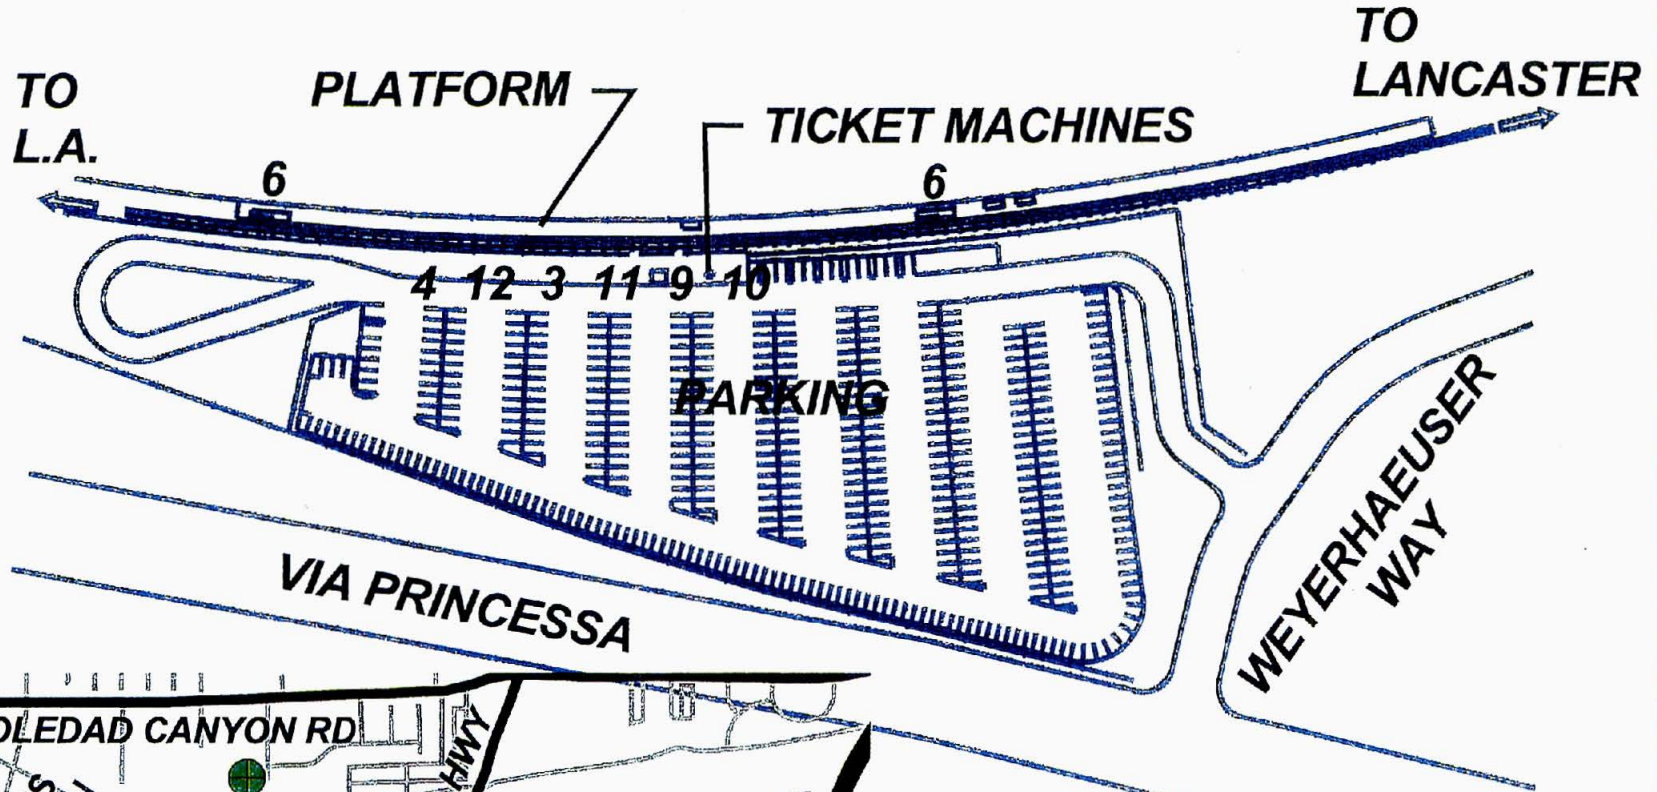 TO
LANCASTER
TO
L.A.
PLATFORM
TICKET MACHINES
6
6
4 12 3 11 9 10
PARKING
WEYERHAEUSER
WAY
VIA PRINCESSA
OLEDAD CANYON RD
HWY